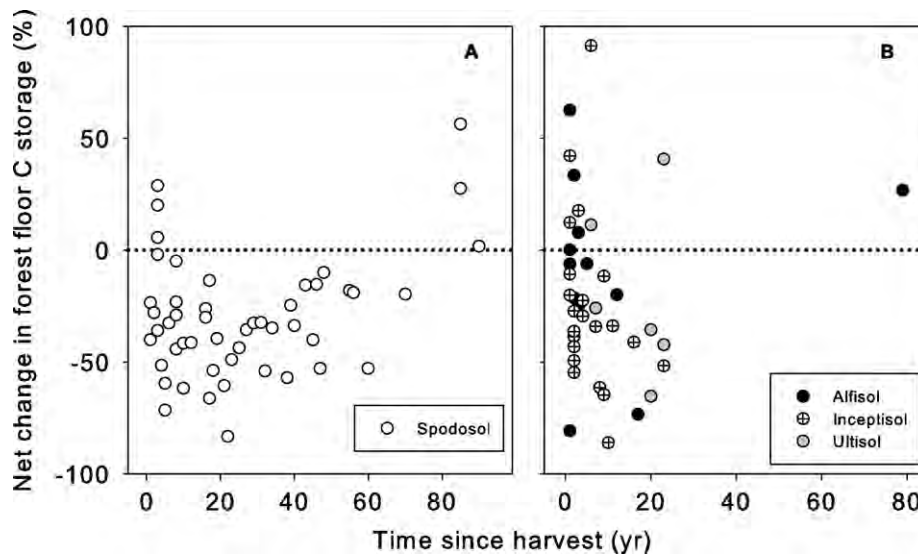 Net change in forest floor C storage (%)
100
50
0
-50
-100
A
Spodosol
0 20 40 60 80
B
Alfisol
Inceptisol
Ultisol
0 20 40 60 80
Time since harvest (yr)